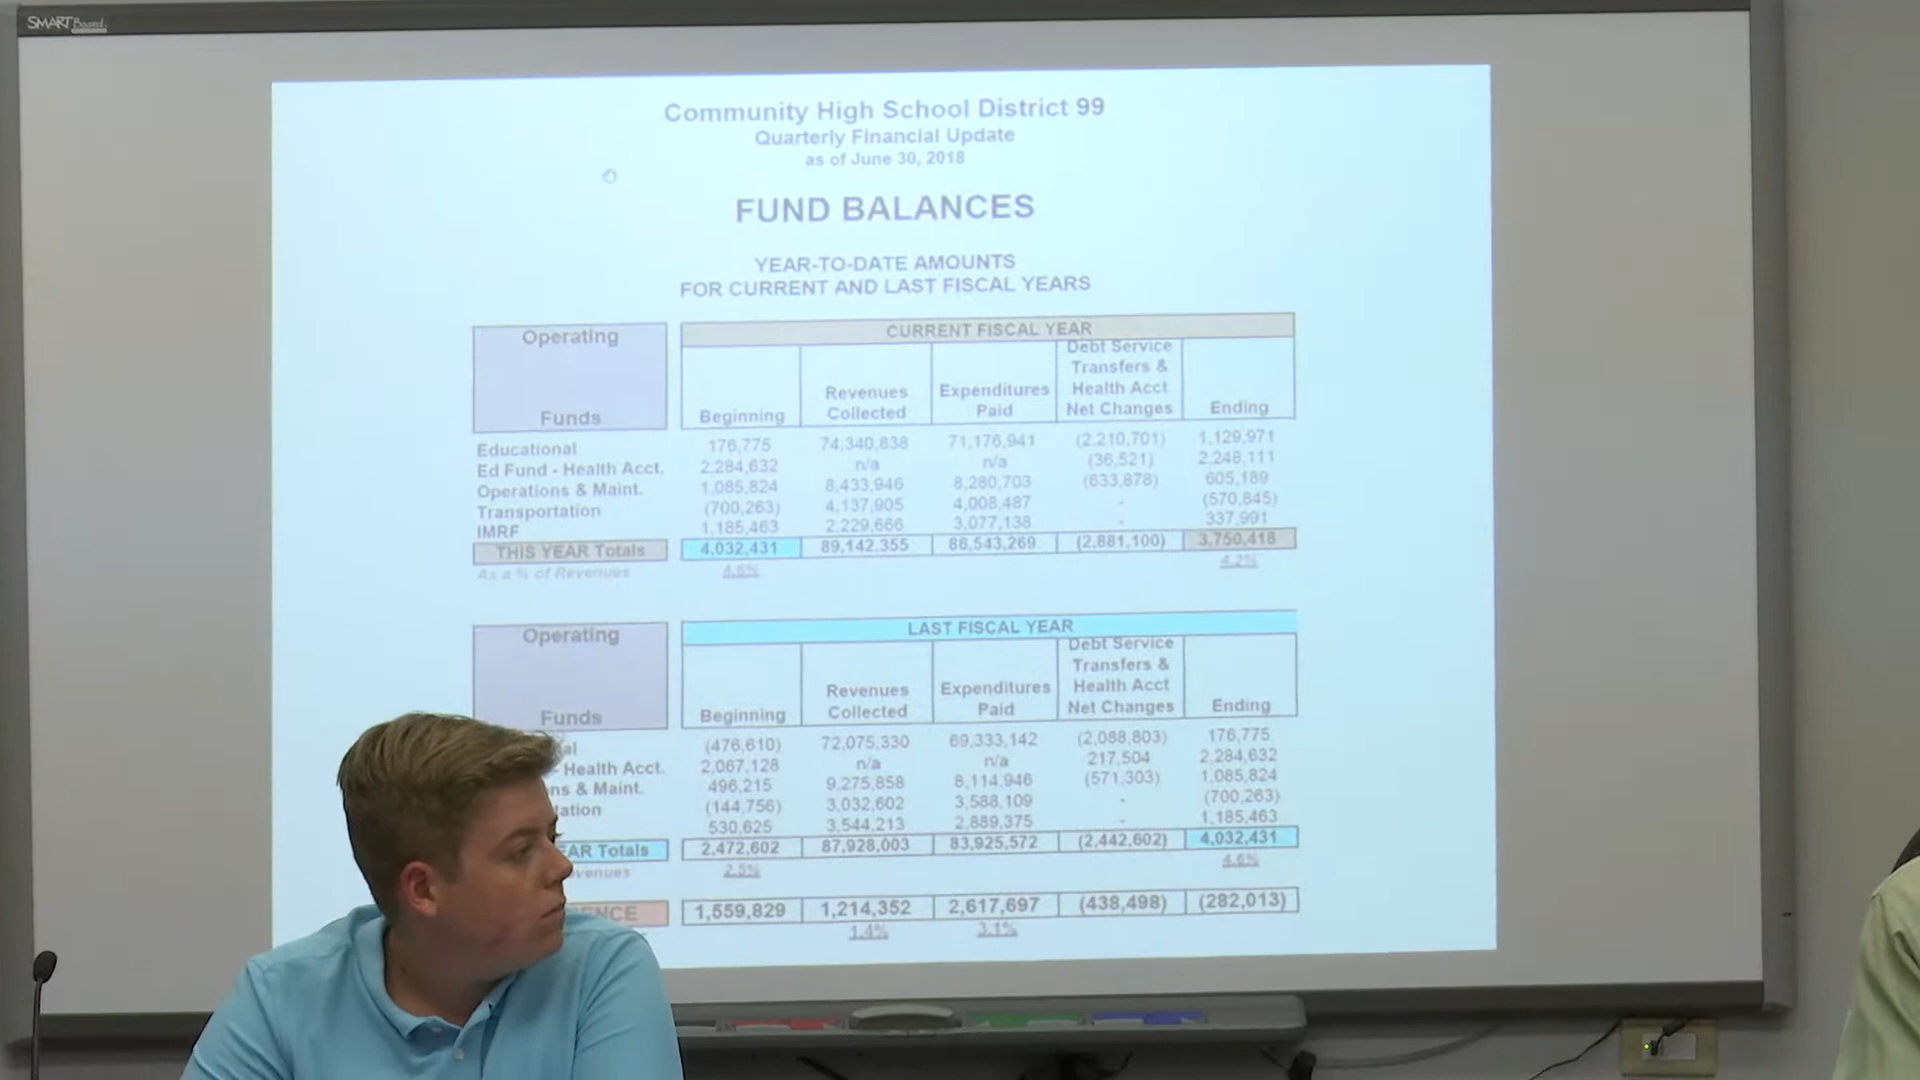 SMART Board
Community High School District 99
Quarterly Financial Update
as of June 30, 2018
FUND BALANCES
YEAR-TO-DATE AMOUNTS
FOR CURRENT AND LAST FISCAL YEARS
Operating Funds
CURRENT FISCAL YEAR
Beginning
Revenues Collected
Expenditures Paid
Debt Service Transfers & Health Acct Net Changes
Ending
Educational 176,775 74,340,838 71,176,941 (2,210,701) 1,129,971
Ed Fund - Health Acct. 2,284,632 n/a n/a (36,521) 2,248,111
Operations & Maint. 1,085,824 8,433,946 8,280,703 (633,878) 605,189
Transportation (700,263) 4,137,905 4,008,487 - (570,845)
IMRF 1,185,463 2,229,666 3,077,138 - 337,991
THIS YEAR Totals 4,032,431 89,142,355 86,543,269 (2,881,100) 3,750,418
As a % of Revenues 4.6% 4.2%
Operating Funds
LAST FISCAL YEAR
Beginning
Revenues Collected
Expenditures Paid
Debt Service Transfers & Health Acct Net Changes
Ending
al (476,610) 72,075,330 69,333,142 (2,088,803) 176,775
Health Acct. 2,067,128 n/a n/a 217,504 2,284,632
ns & Maint. 496,215 9,275,858 8,114,946 (571,303) 1,085,824
tation (144,756) 3,032,602 3,588,109 - (700,263)
530,625 3,544,213 2,889,375 - 1,185,463
EAR Totals 2,472,602 87,928,003 83,925,572 (2,442,602) 4,032,431
venues 2.5% 4.6%
ENCE 1,559,829 1,214,352 2,617,697 (438,498) (282,013)
1.4% 3.1%